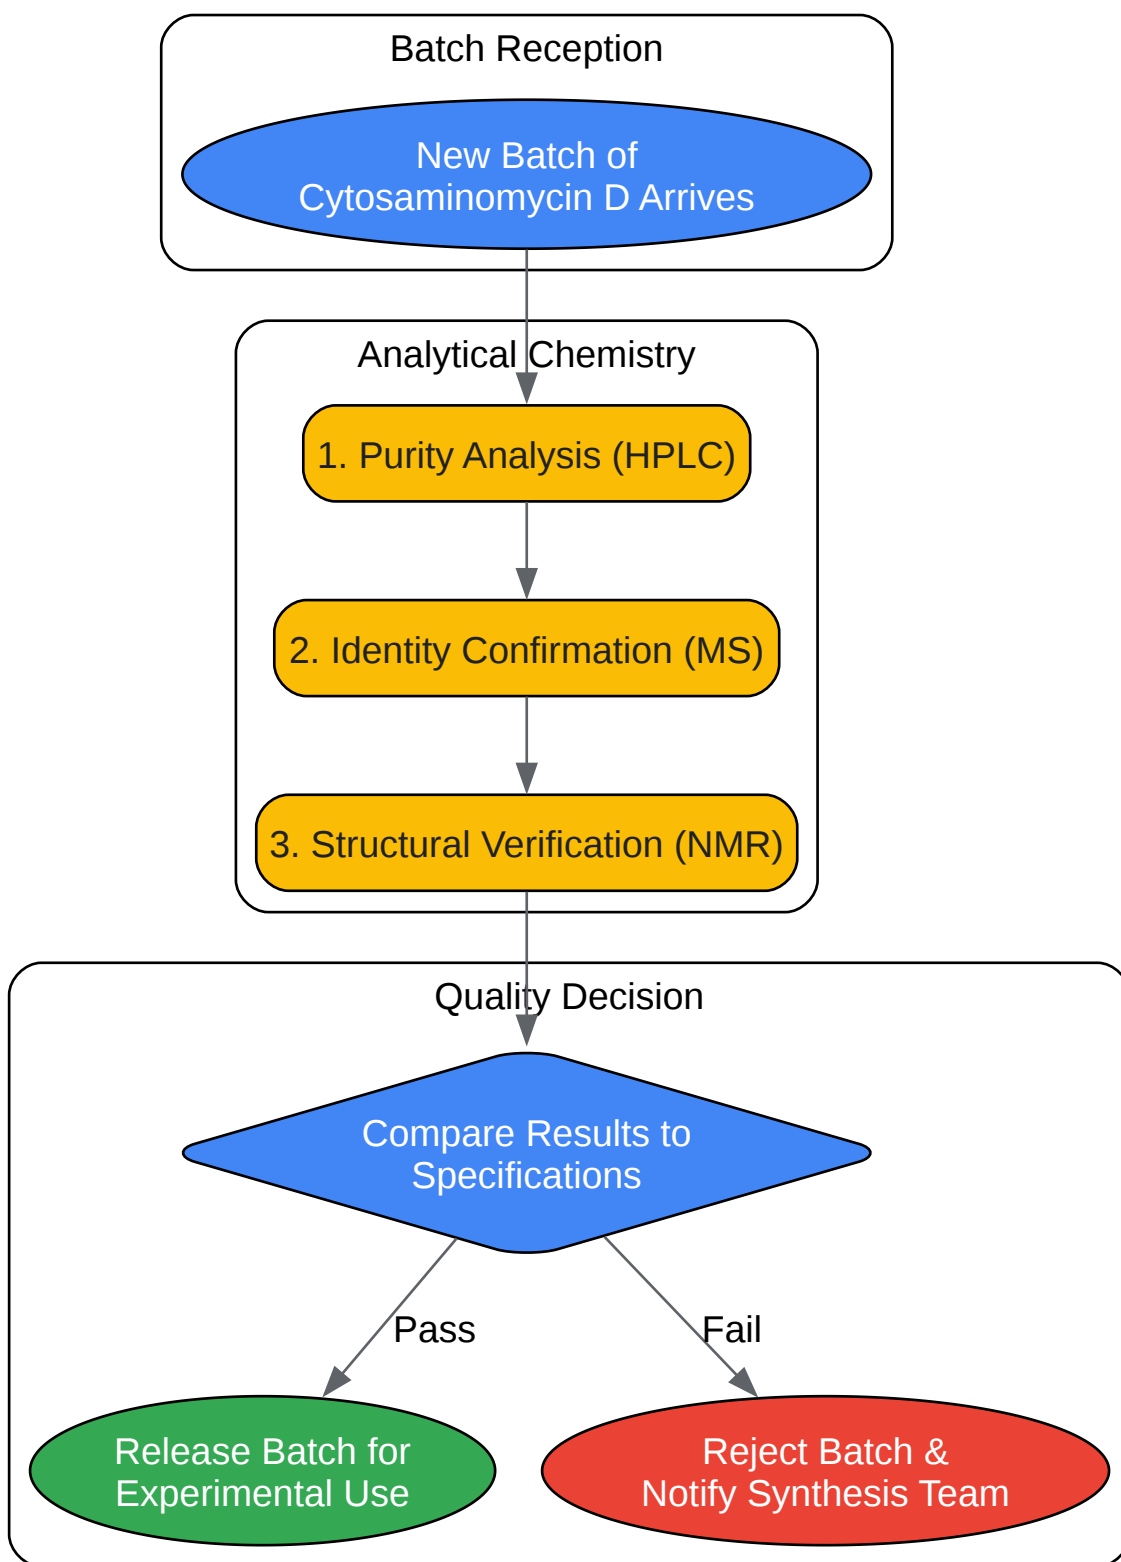 Batch Reception
New Batch of
Cytosaminomycin D Arrives
Analytical Chemistry
1. Purity Analysis (HPLC)
2. Identity Confirmation (MS)
3. Structural Verification (NMR)
Quality Decision
Compare Results to
Specifications
Pass
Fail
Release Batch for
Experimental Use
Reject Batch &
Notify Synthesis Team